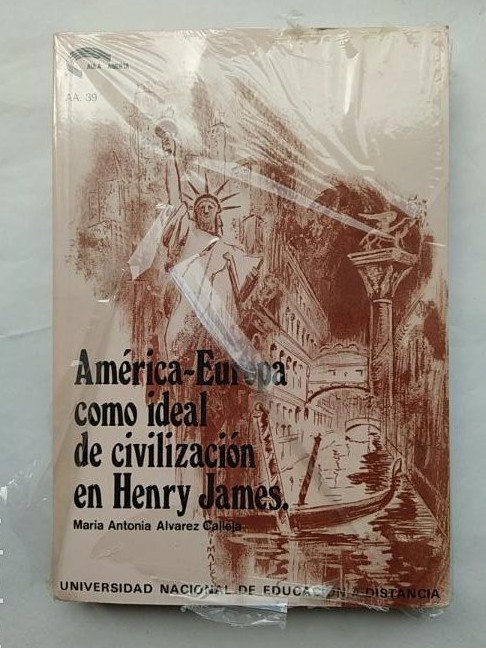 AULA ABIERTA
AA. 39
América-Europa
como ideal
de civilización
en Henry James.
Maria Antonia Alvarez Calleja
UNIVERSIDAD NACIONAL DE EDUCACION A DISTANCIA